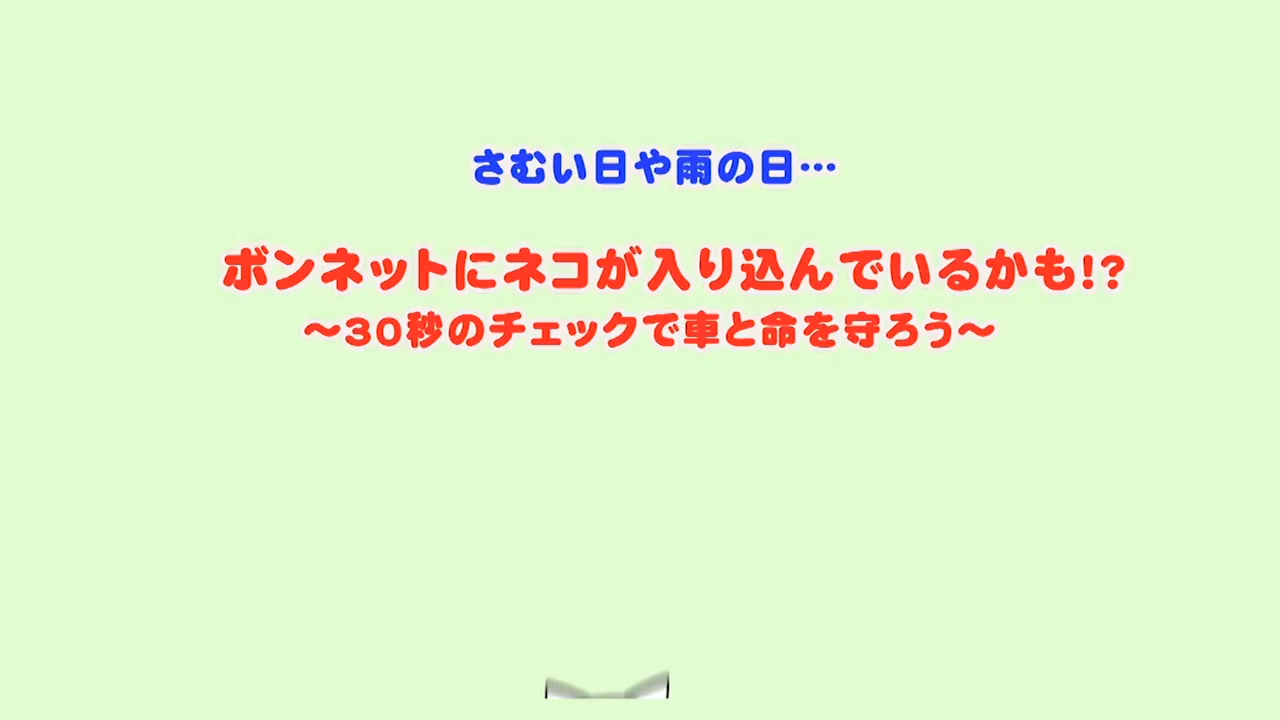 さむい日や雨の日…
ボンネットにネコが入り込んでいるかも!?
～30秒のチェックで車と命を守ろう～